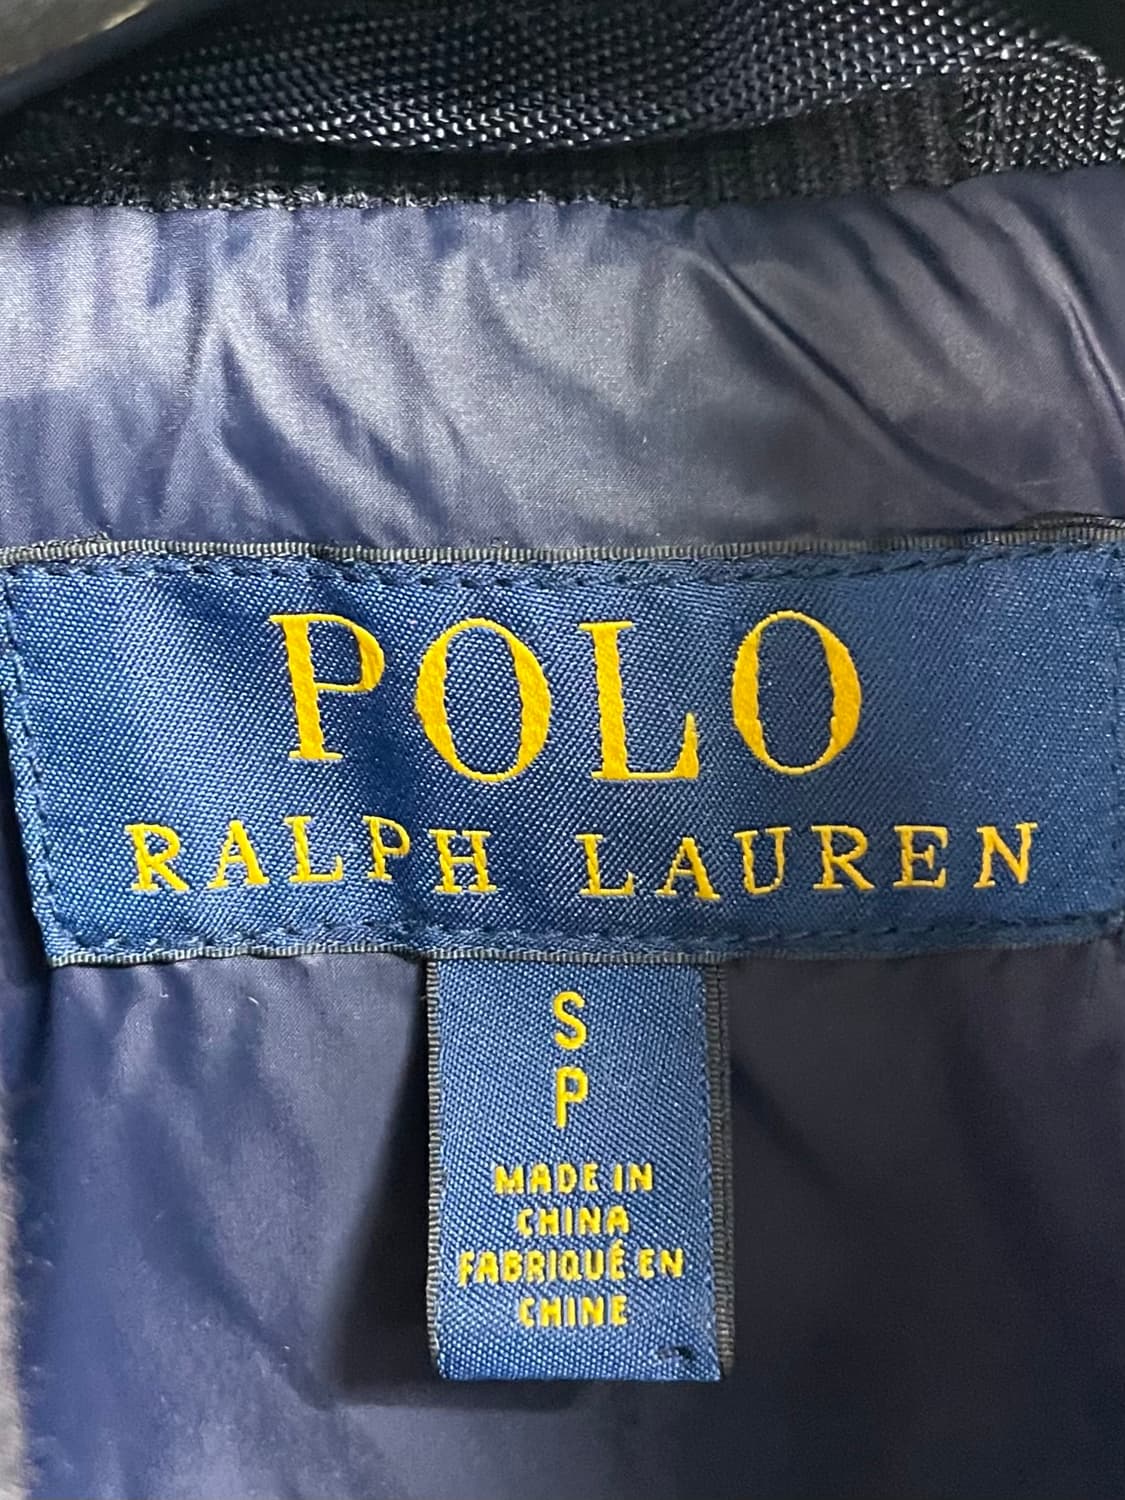 POLO
RALPH LAUREN
S
P
MADE IN
CHINA
FABRIQUÉ EN
CHINE